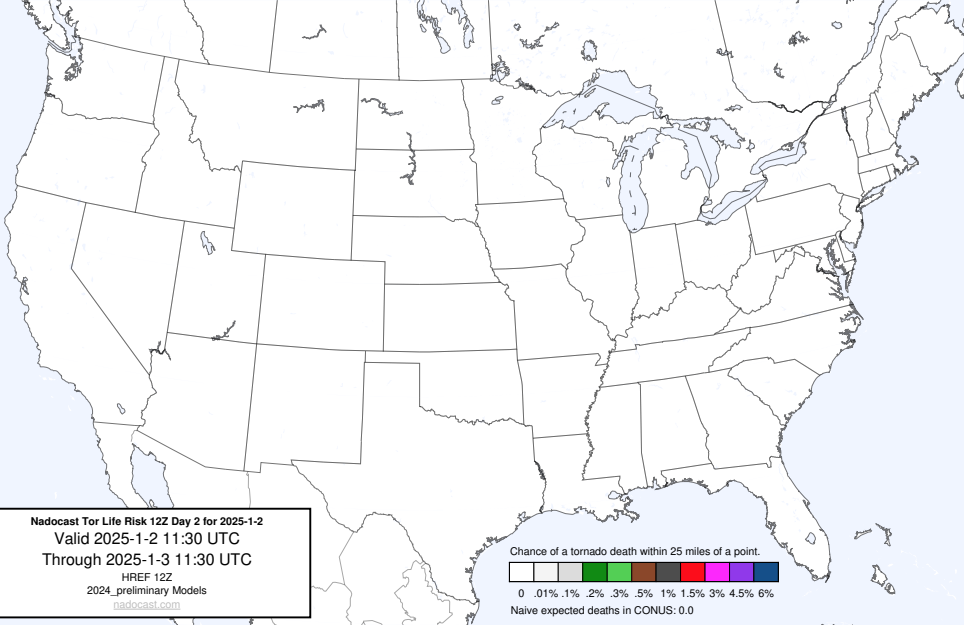 Nadocast Tor Life Risk 12Z Day 2 for 2025-1-2
Valid 2025-1-2 11:30 UTC
Through 2025-1-3 11:30 UTC
HREF 12Z
2024_preliminary Models
nadocast.com
Chance of a tornado death within 25 miles of a point.
0 .01% .1% .2% .3% .5% 1% 1.5% 3% 4.5% 6%
Naive expected deaths in CONUS: 0.0